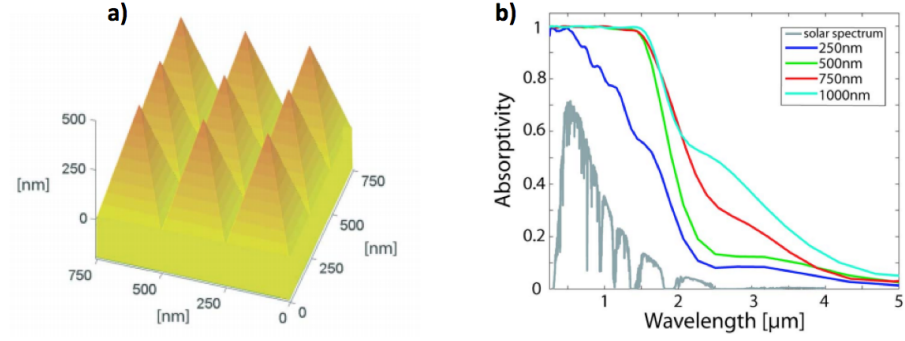 a)
500
250
[nm]
0
750
500
[nm]
250
0
0
250
500
750
[nm]
b)
1
0.8
0.6
0.4
0.2
0
Absorptivity
1
2
3
4
5
Wavelength [μm]
solar spectrum
250nm
500nm
750nm
1000nm